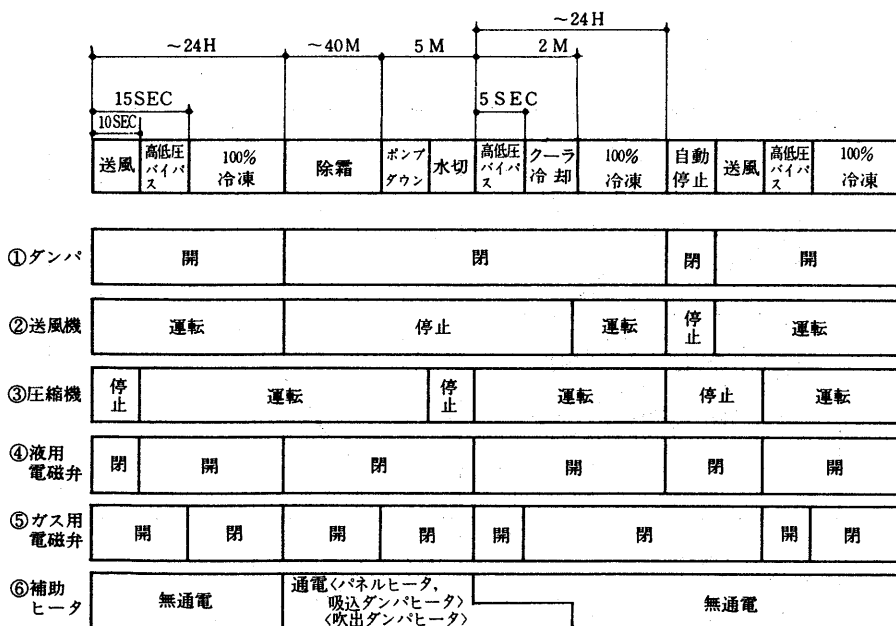 ~24H
~24H
~40M
5M
2M
15SEC
5SEC
10SEC
送風
高低圧バイパス
100%冷凍
除霜
ポンプダウン
水切
高低圧バイパス
クーラ冷却
100%冷凍
自動停止
送風
高低圧バイパス
100%冷凍
①ダンパ
開
閉
閉
開
②送風機
運転
停止
運転
停止
運転
③圧縮機
停止
運転
停止
運転
停止
運転
④液用電磁弁
閉
開
閉
開
閉
開
⑤ガス用電磁弁
開
閉
開
閉
開
閉
開
閉
⑥補助ヒータ
無通電
通電〈パネルヒータ,
吸込ダンパヒータ〉
〈吹出ダンパヒータ〉
無通電